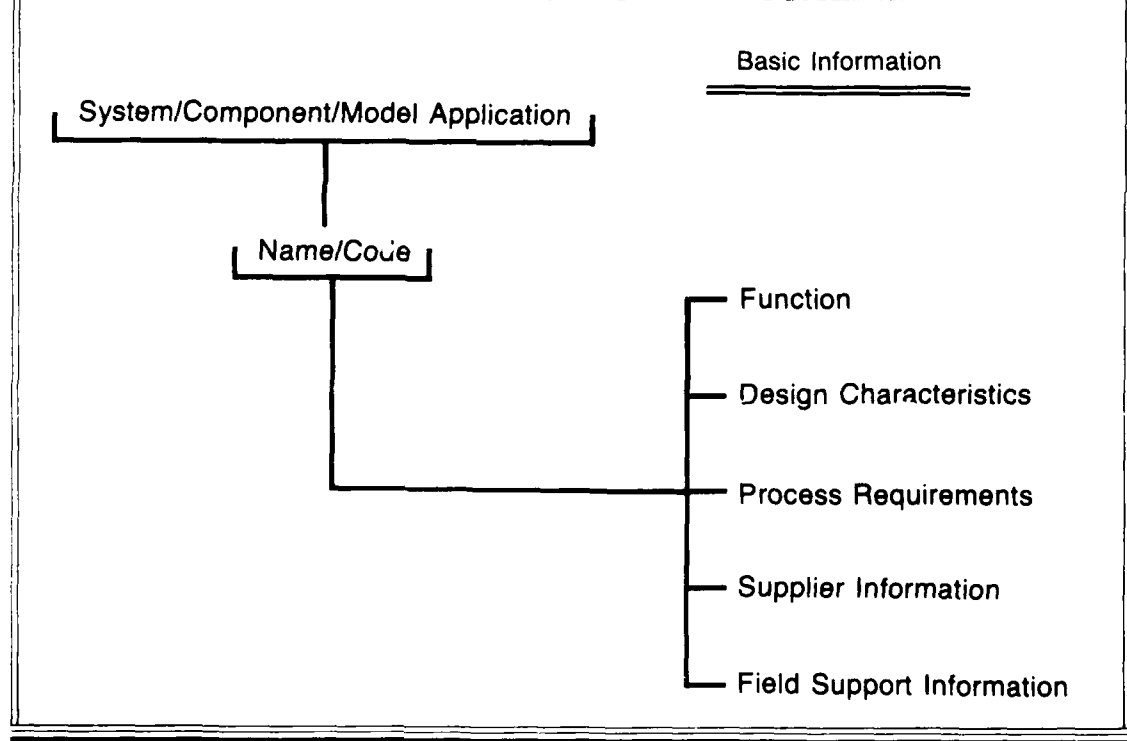 Basic Information
System/Component/Model Application
Name/Code
Function
Design Characteristics
Process Requirements
Supplier Information
Field Support Information